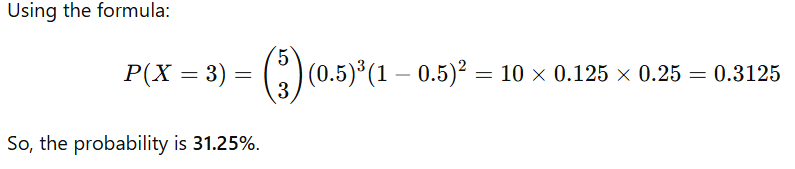 Using the formula:
P(X = 3) = (5 3)(0.5)³(1 – 0.5)² = 10 × 0.125 × 0.25 = 0.3125
So, the probability is 31.25%.